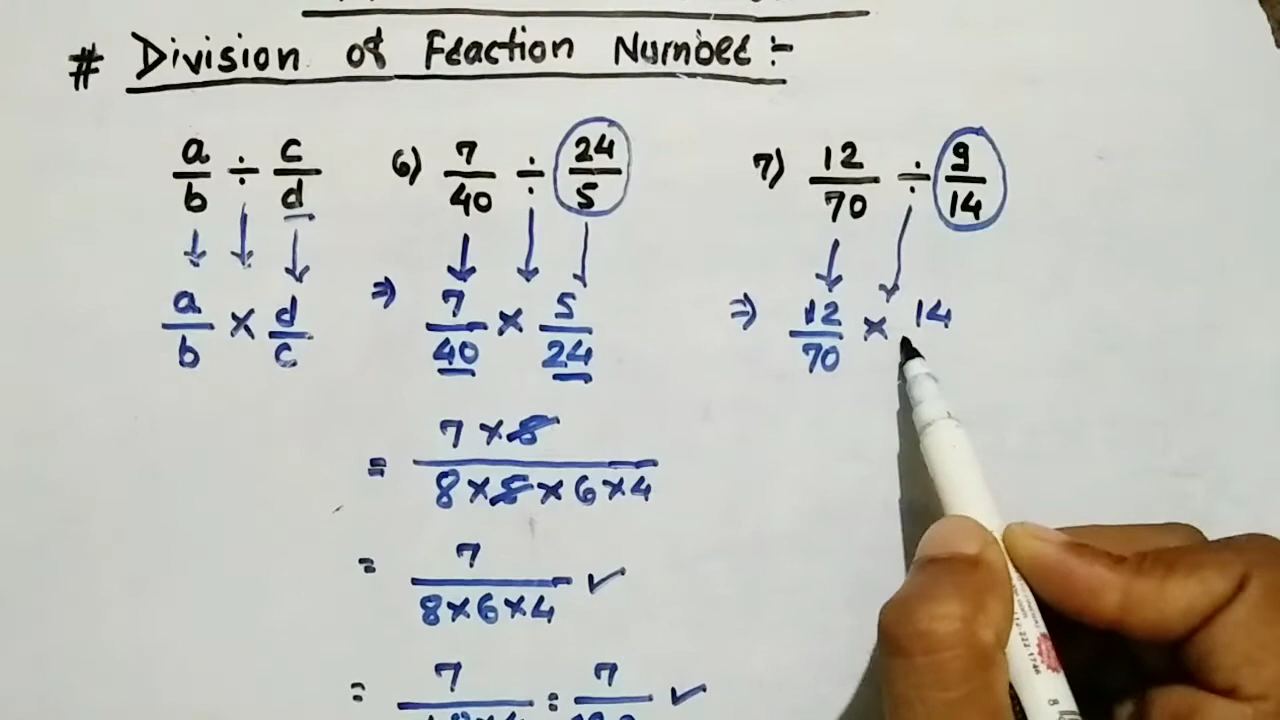 # Division of Fraction Number :-
a/b ÷ c/d
a/b × d/c
6) 7/40 ÷ 24/5
⇒ 7/40 × 5/24
= 7 × 5 / 8 × 5 × 6 × 4
= 7 / 8 × 6 × 4 ✓
= 7 / = 7 / ✓
7) 12/70 ÷ 9/14
⇒ 12/70 × 14